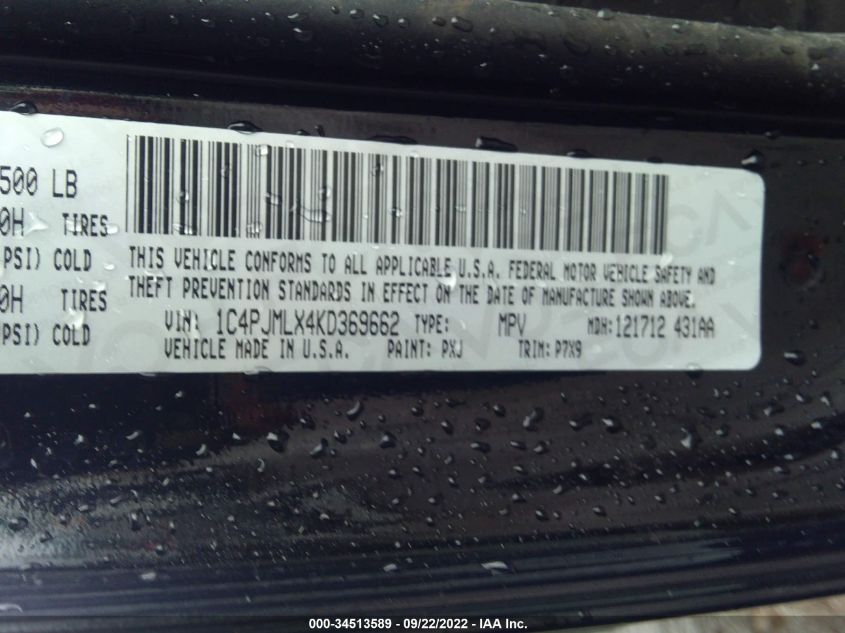 500 LB
0H TIRES
PSI) COLD
0H TIRES
PSI) COLD
THIS VEHICLE CONFORMS TO ALL APPLICABLE U.S.A. FEDERAL MOTOR VEHICLE SAFETY AND
THEFT PREVENTION STANDARDS IN EFFECT ON THE DATE OF MANUFACTURE SHOWN ABOVE.
VIN: 1C4PJMLX4KD369662 TYPE: MPV MDH:121712 431AA
VEHICLE MADE IN U.S.A. PAINT: PXJ TRIM: P7X9
000-34513589 / 09/22/2022 - IAA Inc.